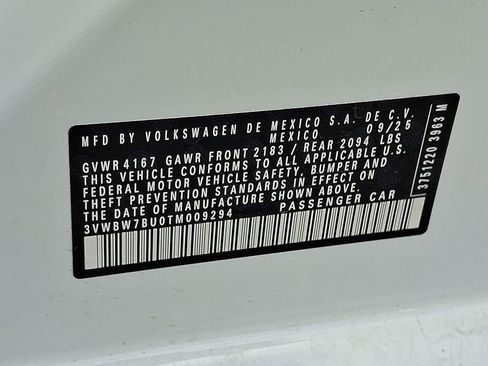 MFD BY VOLKSWAGEN DE MEXICO S.A. DE C.V.
MEXICO 09/25
GVWR 4167 GAWR FRONT 2183 / REAR 2094 LBS
THIS VEHICLE CONFORMS TO ALL APPLICABLE U.S.
FEDERAL MOTOR VEHICLE SAFETY, BUMPER AND
THEFT PREVENTION STANDARDS IN EFFECT ON
THE DATE OF MANUFACTURE SHOWN ABOVE.
3VWBW7BU0TM009294 PASSENGER CAR
3751220 3963 M